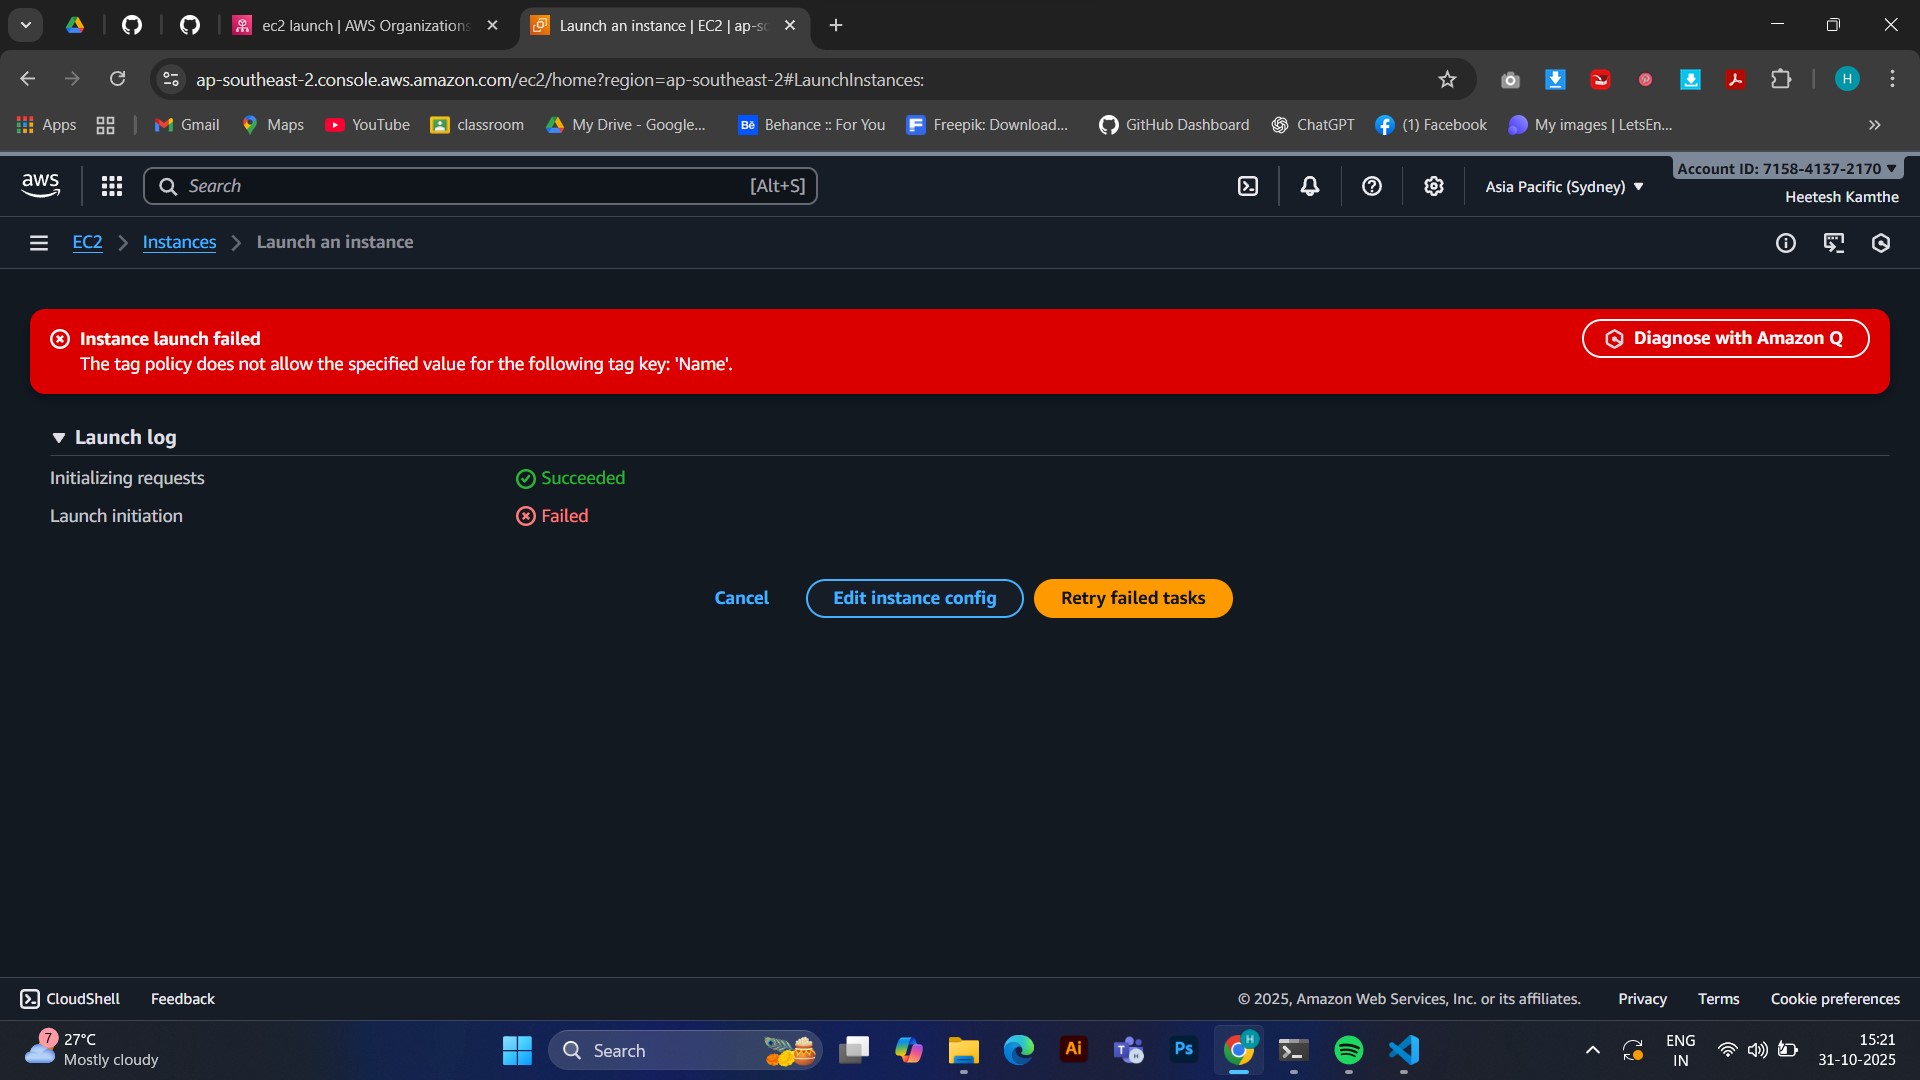 ec2 launch | AWS Organizations
Launch an instance | EC2 | ap-so
ap-southeast-2.console.aws.amazon.com/ec2/home?region=ap-southeast-2#LaunchInstances:
H
Apps
Gmail
Maps
YouTube
classroom
My Drive - Google...
Bē
Behance :: For You
Freepik: Download...
GitHub Dashboard
ChatGPT
(1) Facebook
My images | LetsEn...
»
aws
Search
[Alt+S]
Asia Pacific (Sydney)
Account ID: 7158-4137-2170
Heetesh Kamthe
EC2
Instances
Launch an instance
Instance launch failed
The tag policy does not allow the specified value for the following tag key: 'Name'.
Diagnose with Amazon Q
Launch log
Initializing requests
Succeeded
Launch initiation
Failed
Cancel
Edit instance config
Retry failed tasks
CloudShell
Feedback
© 2025, Amazon Web Services, Inc. or its affiliates.
Privacy
Terms
Cookie preferences
7
27°C
Mostly cloudy
Search
Ai
Ps
H
ENG
IN
15:21
31-10-2025